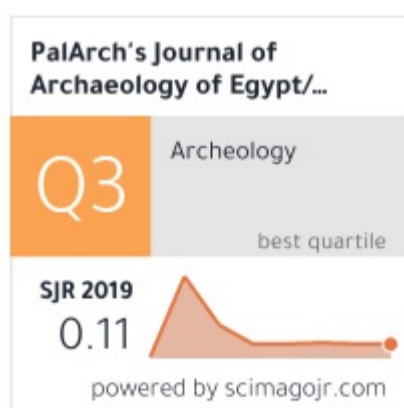 PalArch's Journal of
Archaeology of Egypt/...
Q3
Archeology
best quartile
SJR 2019
0.11
powered by scimagojr.com